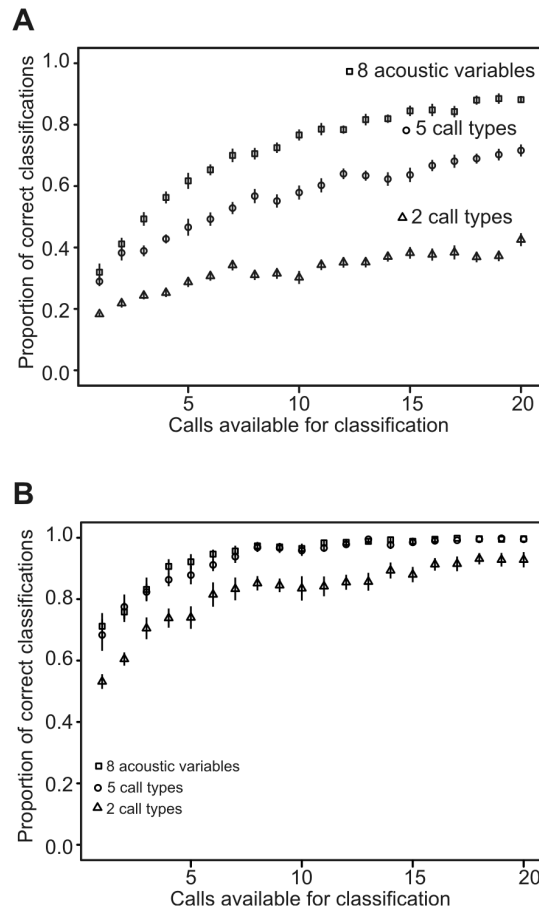 A
1.0
0.8
0.6
0.4
0.2
0.0
Proportion of correct classifications
8 acoustic variables
5 call types
2 call types
5
10
15
20
Calls available for classification
B
1.0
0.8
0.6
0.4
0.2
0.0
Proportion of correct classifications
8 acoustic variables
5 call types
2 call types
5
10
15
20
Calls available for classification